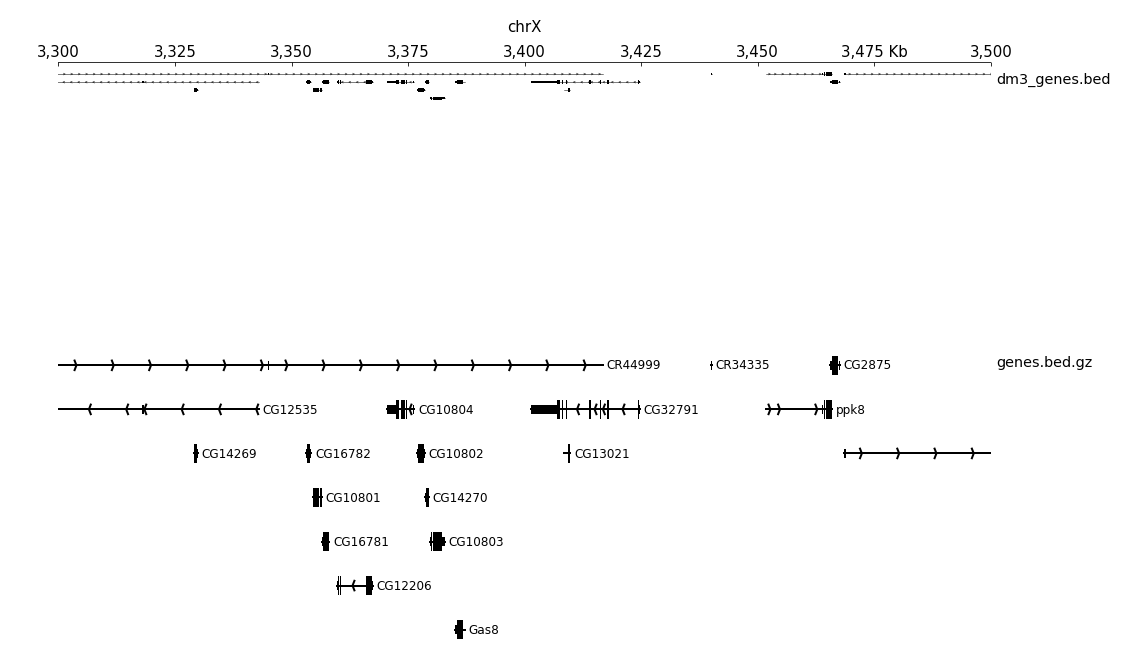 chrX
3,300 3,325 3,350 3,375 3,400 3,425 3,450 3,475 Kb 3,500
dm3_genes.bed
CR44999 CR34335 CG2875 genes.bed.gz
CG12535 CG10804 CG32791 ppk8
CG14269 CG16782 CG10802 CG13021
CG10801 CG14270
CG16781 CG10803
CG12206
Gas8